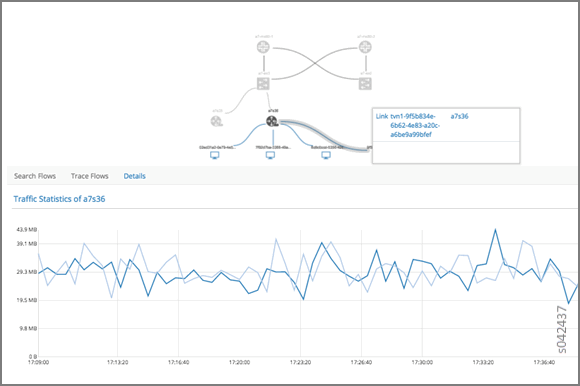 a7s36
Link tvn1-9f5b834e- a7s36
6b62-4e83-a20c-
a6be9a99bfef
Search Flows Trace Flows Details
Traffic Statistics of a7s36
43.9 MB
39.1 MB
29.3 MB
19.5 MB
9.8 MB
0 B
17:09:00 17:13:20 17:16:40 17:20:00 17:23:20 17:26:40 17:30:00 17:33:20 17:36:40
s042437